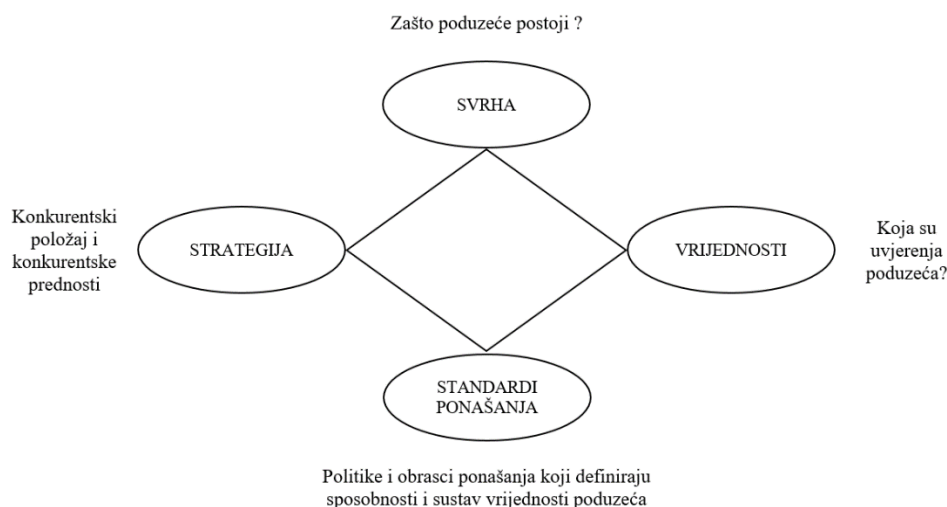 Zašto poduzeće postoji ?
SVRHA
Konkurentski
položaj i
konkurentske
prednosti
STRATEGIJA
VRIJEDNOSTI
Koja su
uvjerenja
poduzeća?
STANDARDI
PONAŠANJA
Politike i obrasci ponašanja koji definiraju
sposobnosti i sustav vrijednosti poduzeća